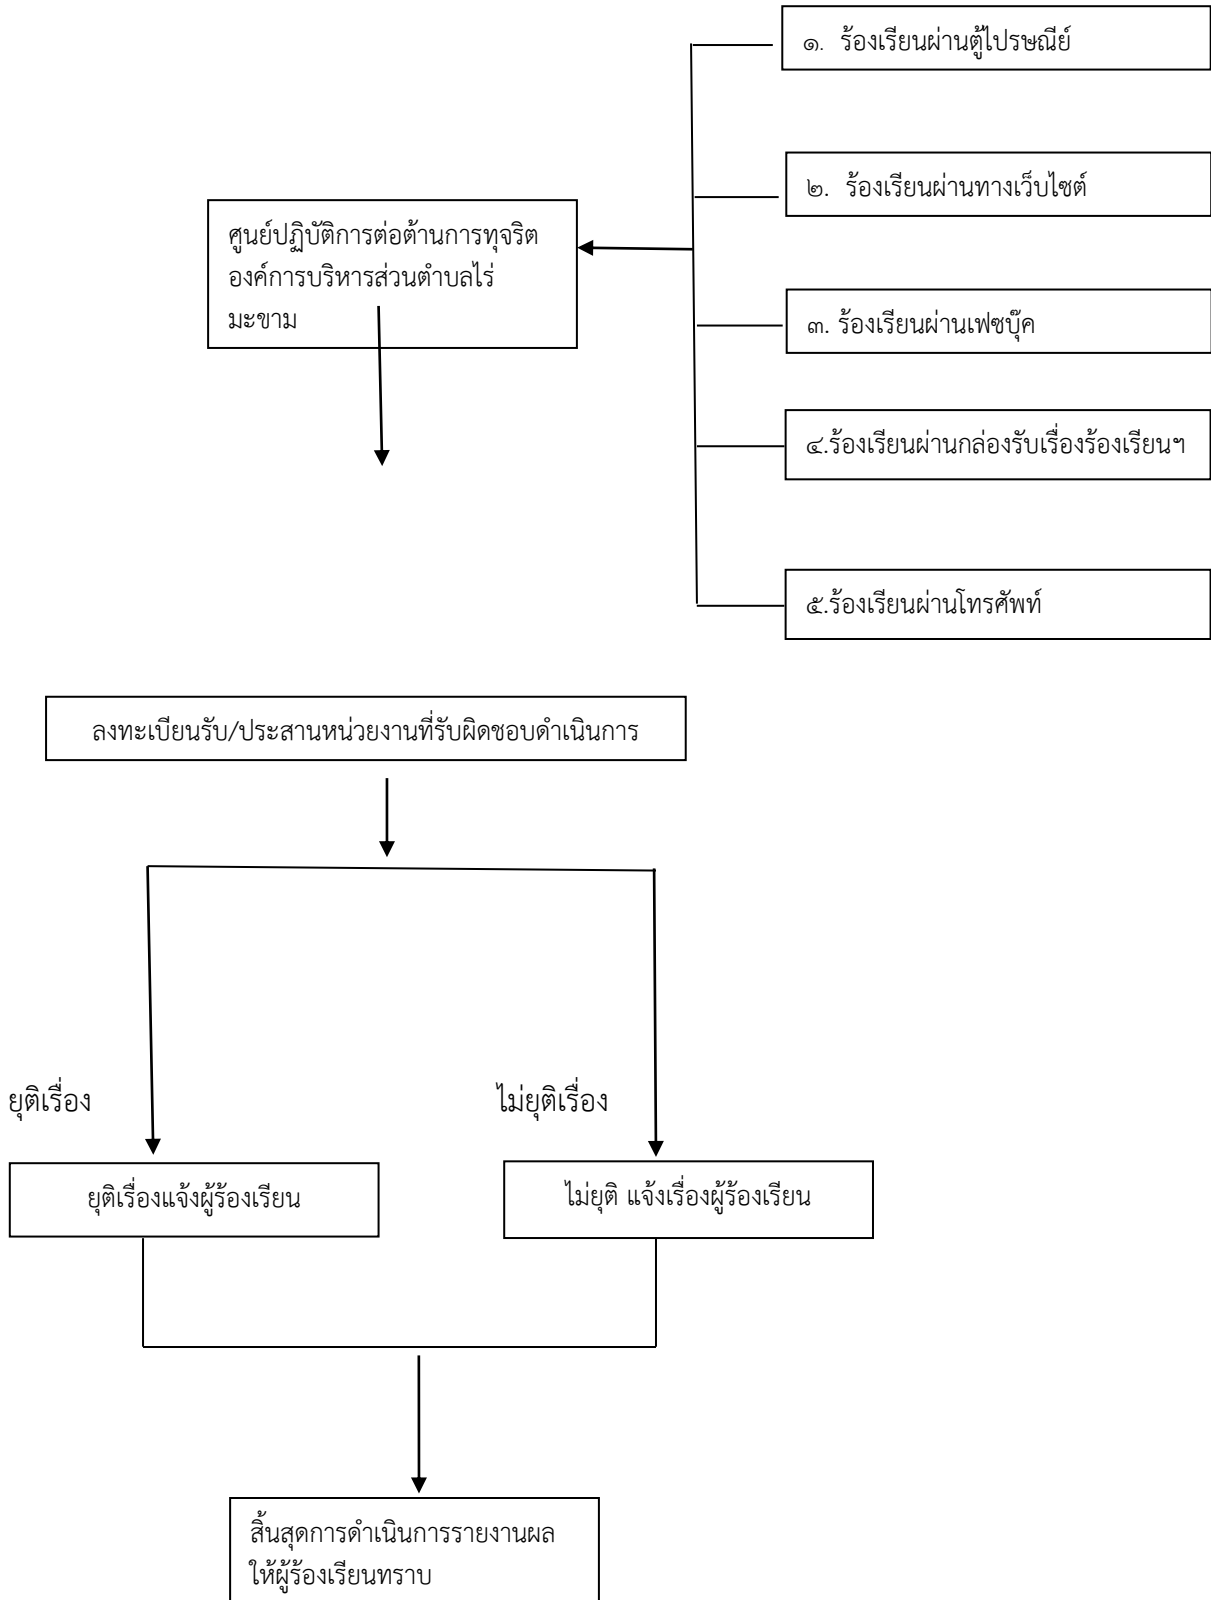 ๑. ร้องเรียนผ่านตู้ไปรษณีย์
๒. ร้องเรียนผ่านทางเว็บไซต์
ศูนย์ปฏิบัติการต่อต้านการทุจริต
องค์การบริหารส่วนตำบลไร่
มะขาม
๓. ร้องเรียนผ่านเฟซบุ๊ค
๔.ร้องเรียนผ่านกล่องรับเรื่องร้องเรียนฯ
๕.ร้องเรียนผ่านโทรศัพท์
ลงทะเบียนรับ/ประสานหน่วยงานที่รับผิดชอบดำเนินการ
ยุติเรื่อง
ไม่ยุติเรื่อง
ยุติเรื่องแจ้งผู้ร้องเรียน
ไม่ยุติ แจ้งเรื่องผู้ร้องเรียน
สิ้นสุดการดำเนินการรายงานผล
ให้ผู้ร้องเรียนทราบ